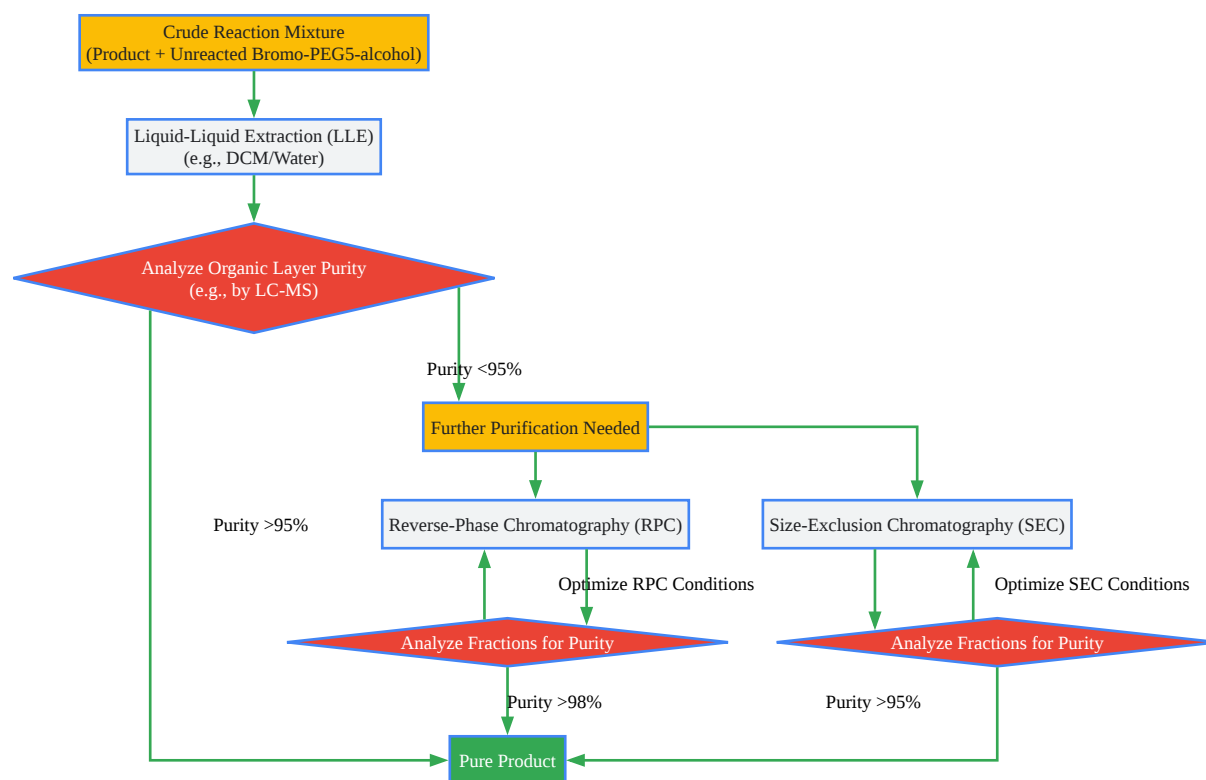 Crude Reaction Mixture
(Product + Unreacted Bromo-PEG5-alcohol)
Liquid-Liquid Extraction (LLE)
(e.g., DCM/Water)
Analyze Organic Layer Purity
(e.g., by LC-MS)
Purity <95%
Further Purification Needed
Purity >95%
Reverse-Phase Chromatography (RPC)
Size-Exclusion Chromatography (SEC)
Optimize RPC Conditions
Optimize SEC Conditions
Analyze Fractions for Purity
Analyze Fractions for Purity
Purity >98%
Purity >95%
Pure Product